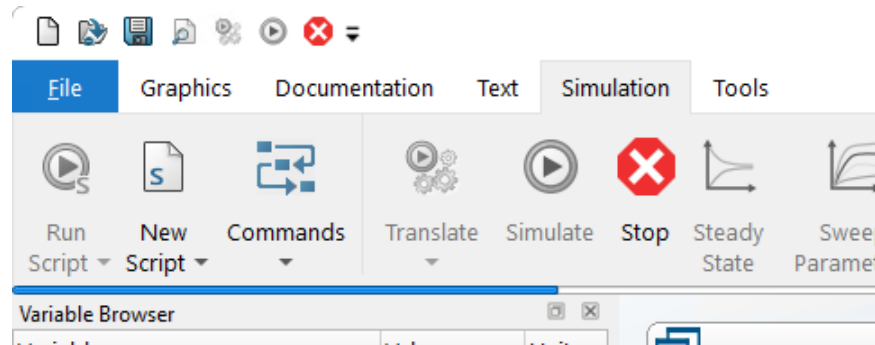 File Graphics Documentation Text Simulation Tools
Run Script New Script Commands Translate Simulate Stop Steady State
Variable Browser